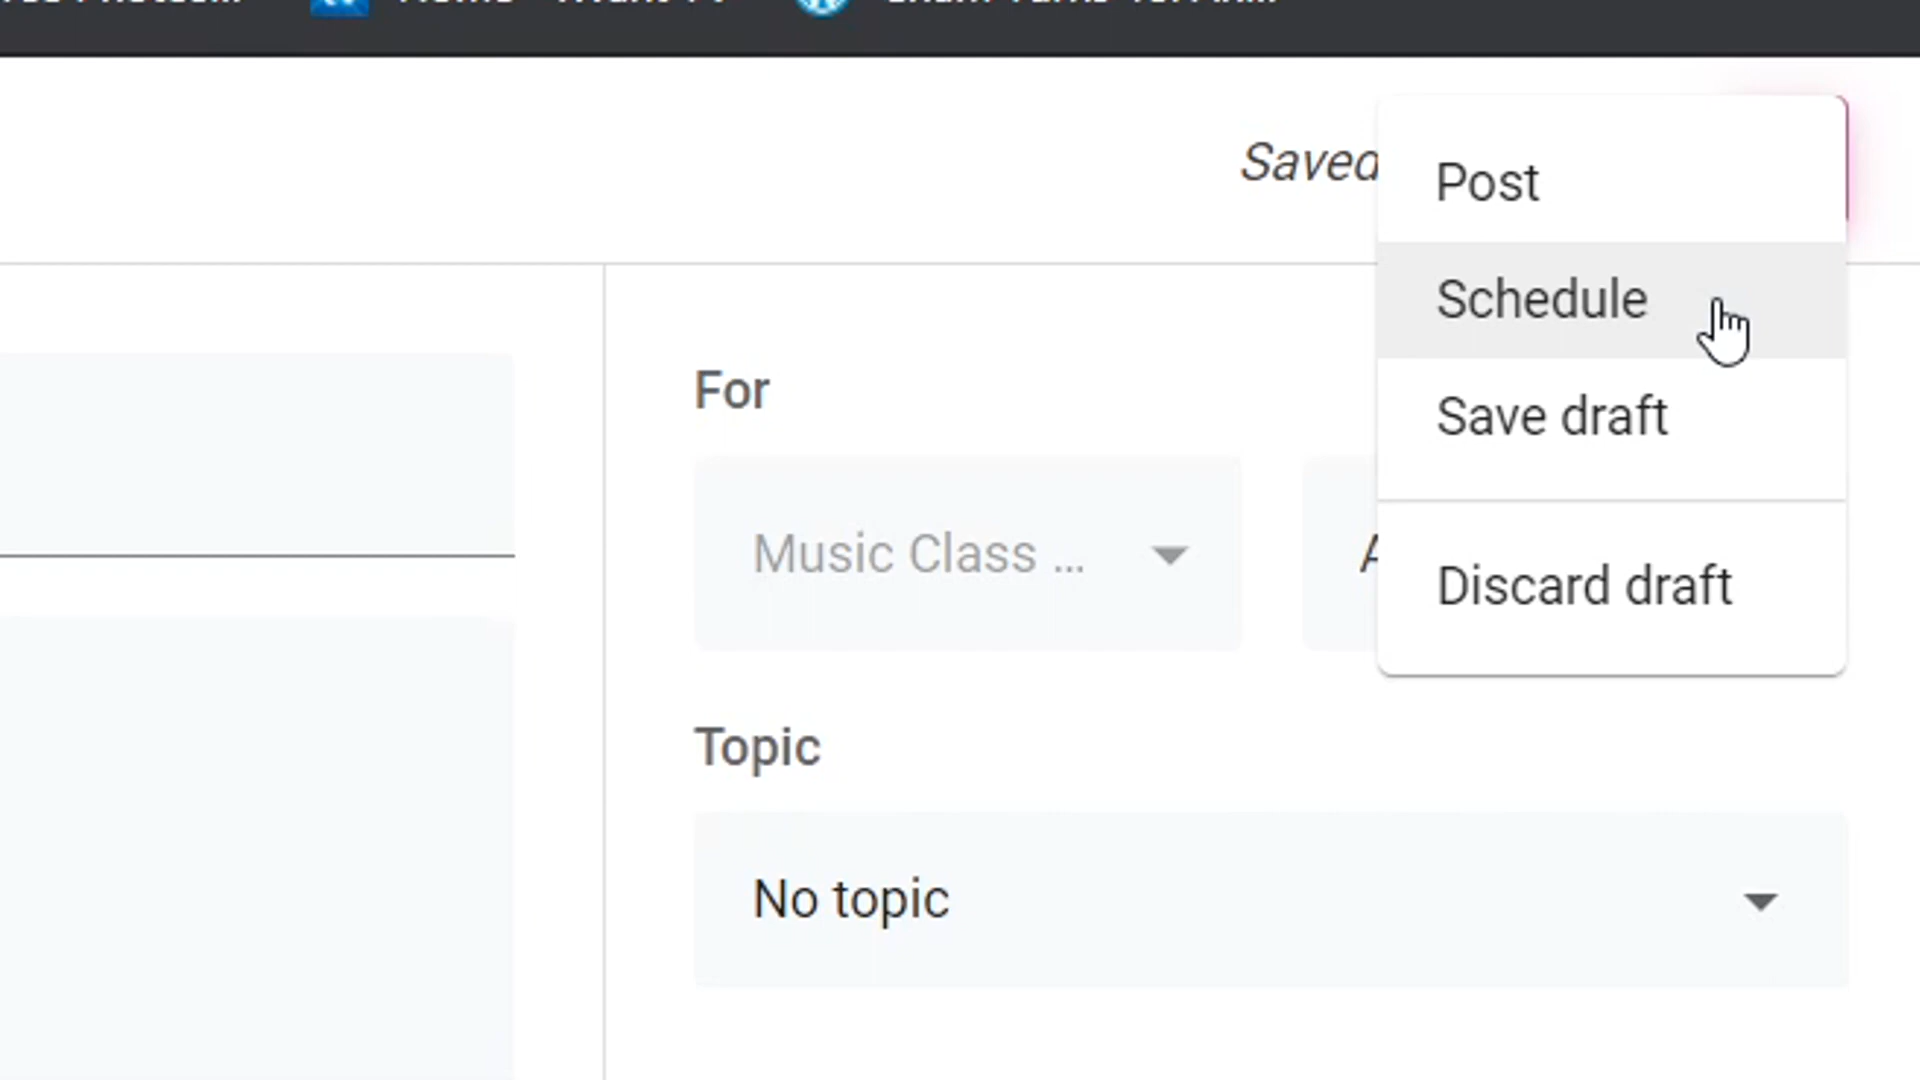 Saved
Post
Schedule
Save draft
Discard draft
For
Music Class ...
Topic
No topic